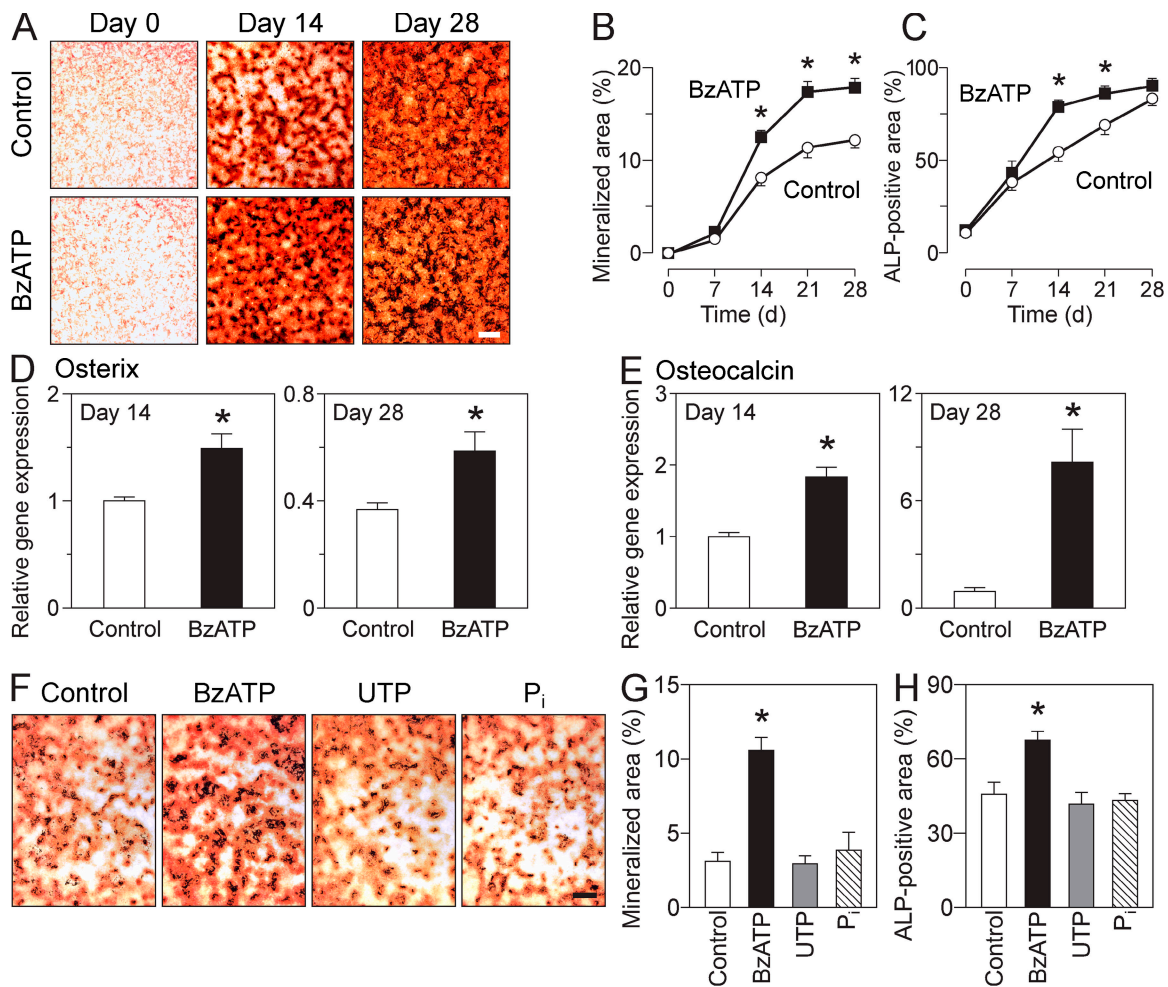 A
Day 0
Day 14
Day 28
Control
BzATP
B
Mineralized area (%)
20
10
0
BzATP
Control
* * *
0 7 14 21 28
Time (d)
C
ALP-positive area (%)
100
50
0
BzATP
Control
* *
0 7 14 21 28
Time (d)
D Osterix
Relative gene expression
2
1
0
Day 14
*
Control BzATP
0.8
0.4
0
Day 28
*
Control BzATP
E Osteocalcin
Relative gene expression
3
2
1
0
Day 14
*
Control BzATP
12
6
0
Day 28
*
Control BzATP
F
Control BzATP UTP Pi
G
Mineralized area (%)
15
10
5
0
*
Control
BzATP
UTP
Pi
H
ALP-positive area (%)
90
60
30
0
*
Control
BzATP
UTP
Pi